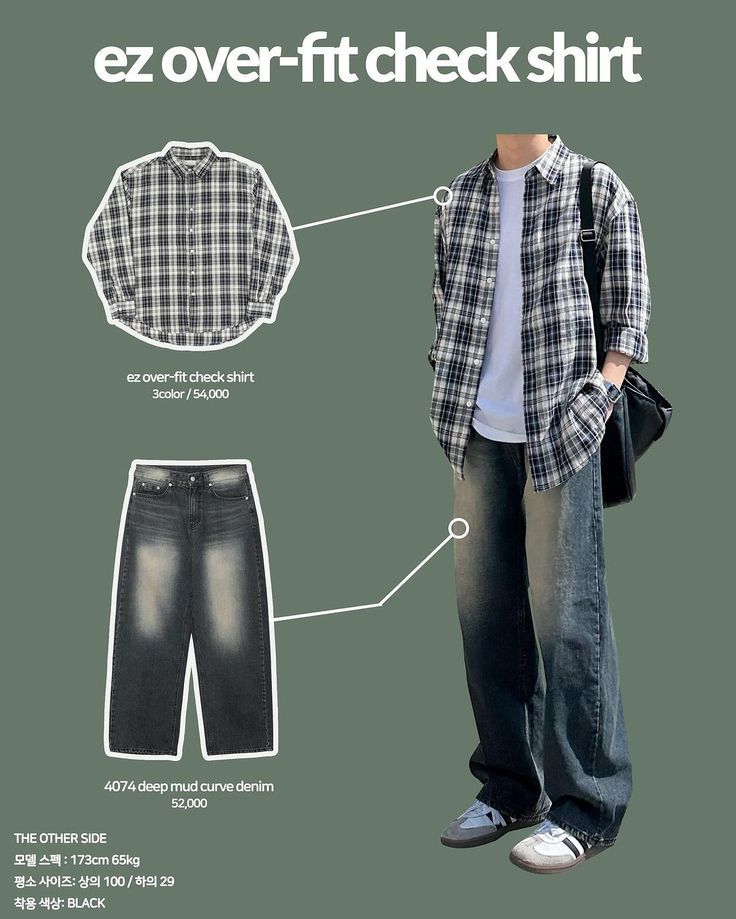 ez over-fit check shirt
ez over-fit check shirt
3color / 54,000
4074 deep mud curve denim
52,000
THE OTHER SIDE
모델 스펙 : 173cm 65kg
평소 사이즈: 상의 100 / 하의 29
착용 색상: BLACK